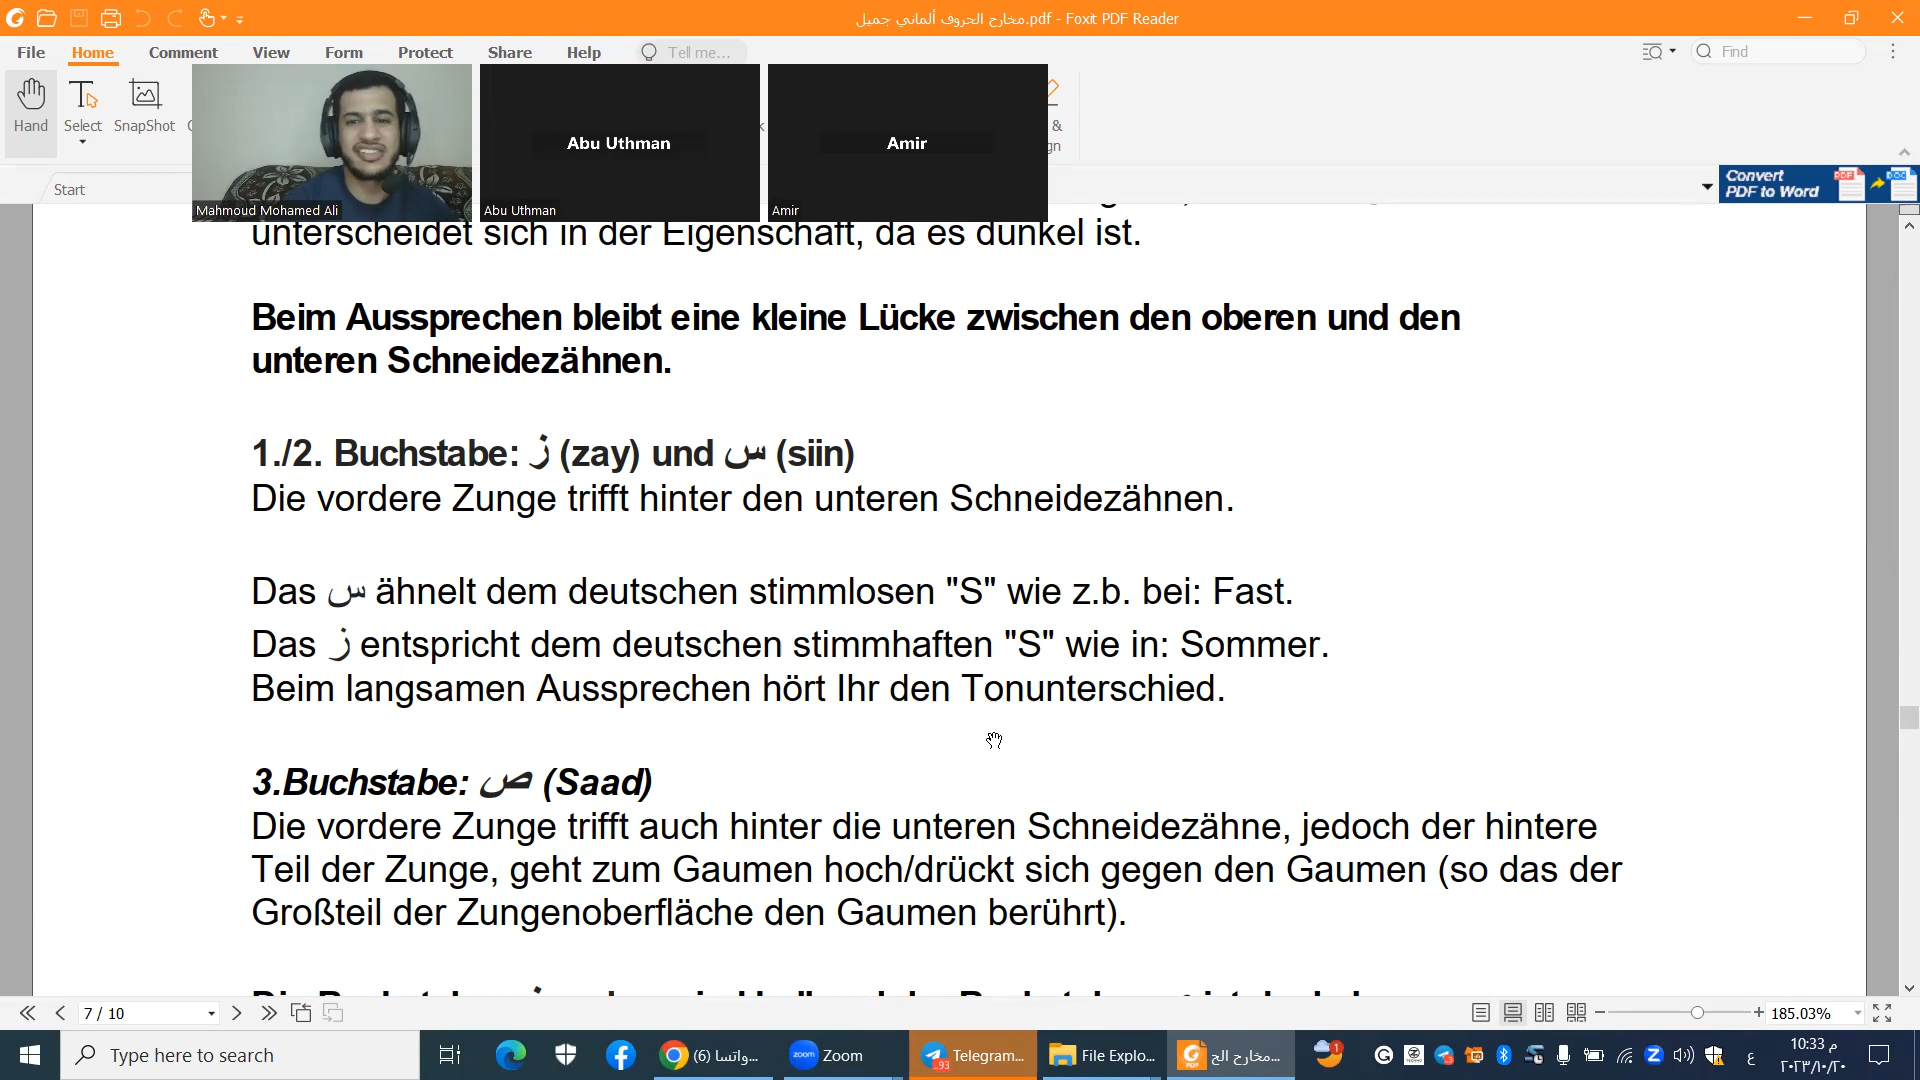 مخارج الحروف ألماني جميل.pdf - Foxit PDF Reader
File Home Comment View Form Protect Share Help Tell me... Find
Hand Select SnapShot
Start
Convert
PDF to Word
Mahmoud Mohamed Ali
Abu Uthman
Abu Uthman
Amir
Amir
unterscheidet sich in der Eigenschaft, da es dunkel ist.
Beim Aussprechen bleibt eine kleine Lücke zwischen den oberen und den
unteren Schneidezähnen.
1./2. Buchstabe: ز (zay) und س (siin)
Die vordere Zunge trifft hinter den unteren Schneidezähnen.
Das س ähnelt dem deutschen stimmlosen "S" wie z.b. bei: Fast.
Das ز entspricht dem deutschen stimmhaften "S" wie in: Sommer.
Beim langsamen Aussprechen hört Ihr den Tonunterschied.
3.Buchstabe: ص (Saad)
Die vordere Zunge trifft auch hinter die unteren Schneidezähne, jedoch der hintere
Teil der Zunge, geht zum Gaumen hoch/drückt sich gegen den Gaumen (so das der
Großteil der Zungenoberfläche den Gaumen berührt).
7 / 10
185.03%
Type here to search
(6) واتسا...
Zoom
Telegram...
File Explo...
مخارج الح...
ع
10:33 م
٢٠٢٣/١٠/٢٠